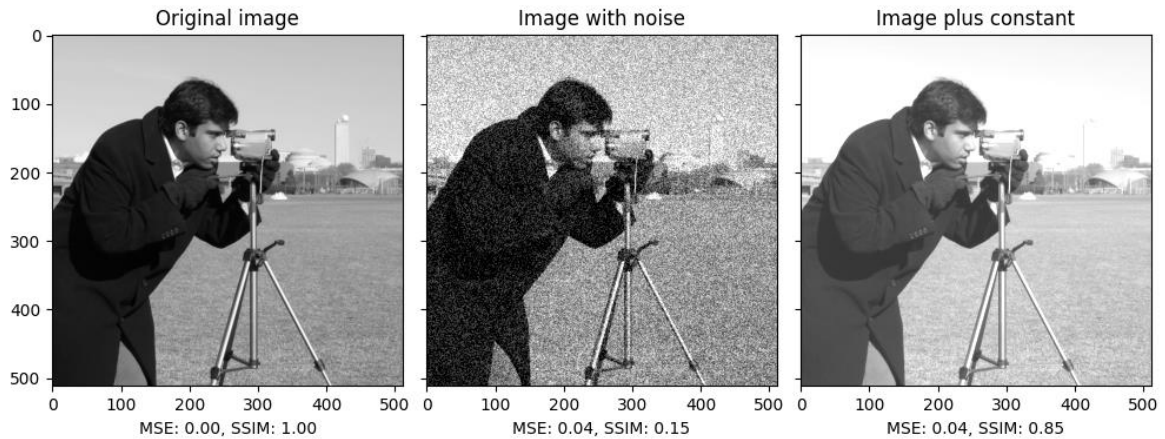 Original image
Image with noise
Image plus constant
0
100
200
300
400
500
0 100 200 300 400 500
0 100 200 300 400 500
0 100 200 300 400 500
MSE: 0.00, SSIM: 1.00
MSE: 0.04, SSIM: 0.15
MSE: 0.04, SSIM: 0.85